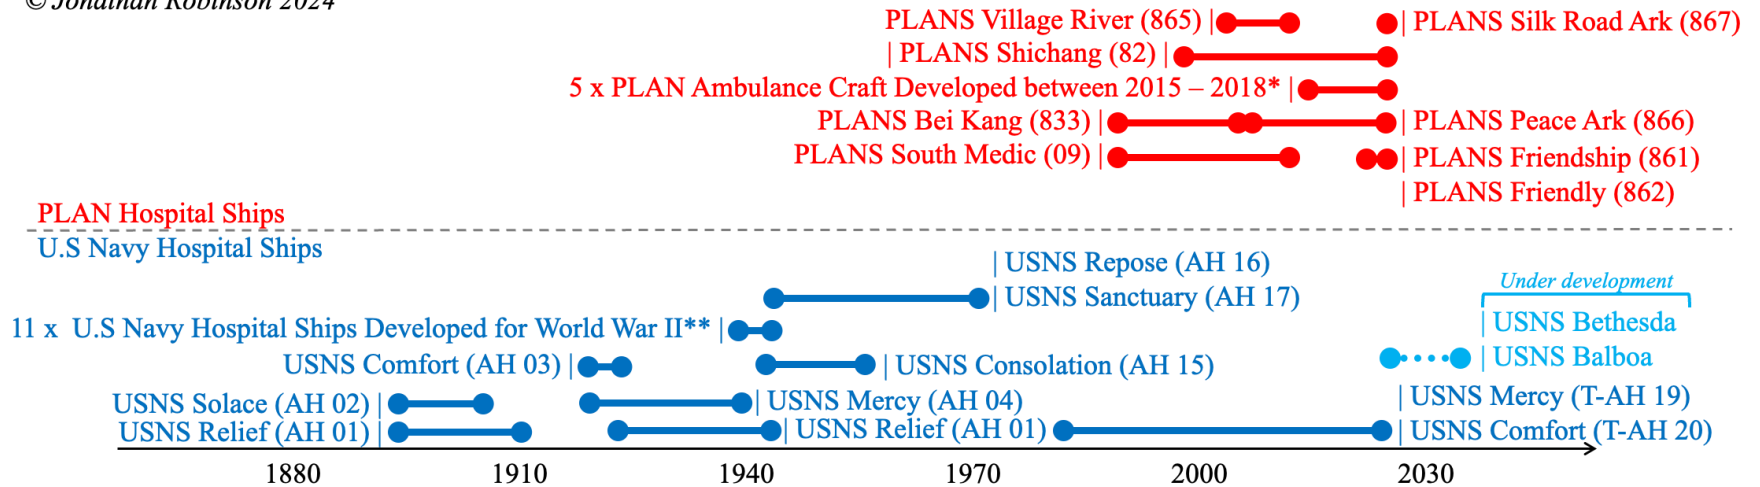 © Jonathan Robinson 2024
PLANS Village River (865) | | PLANS Silk Road Ark (867)
| PLANS Shichang (82) |
5 x PLAN Ambulance Craft Developed between 2015 – 2018* |
PLANS Bei Kang (833) | | PLANS Peace Ark (866)
PLANS South Medic (09) | | PLANS Friendship (861)
| PLANS Friendly (862)
PLAN Hospital Ships
U.S Navy Hospital Ships
| USNS Repose (AH 16)
Under development
| USNS Sanctuary (AH 17)
11 x U.S Navy Hospital Ships Developed for World War II** | | USNS Bethesda
USNS Comfort (AH 03) | | USNS Consolation (AH 15) | USNS Balboa
USNS Solace (AH 02) | | USNS Mercy (AH 04) | USNS Mercy (T-AH 19)
USNS Relief (AH 01) | | USNS Relief (AH 01) | USNS Comfort (T-AH 20)
1880 1910 1940 1970 2000 2030